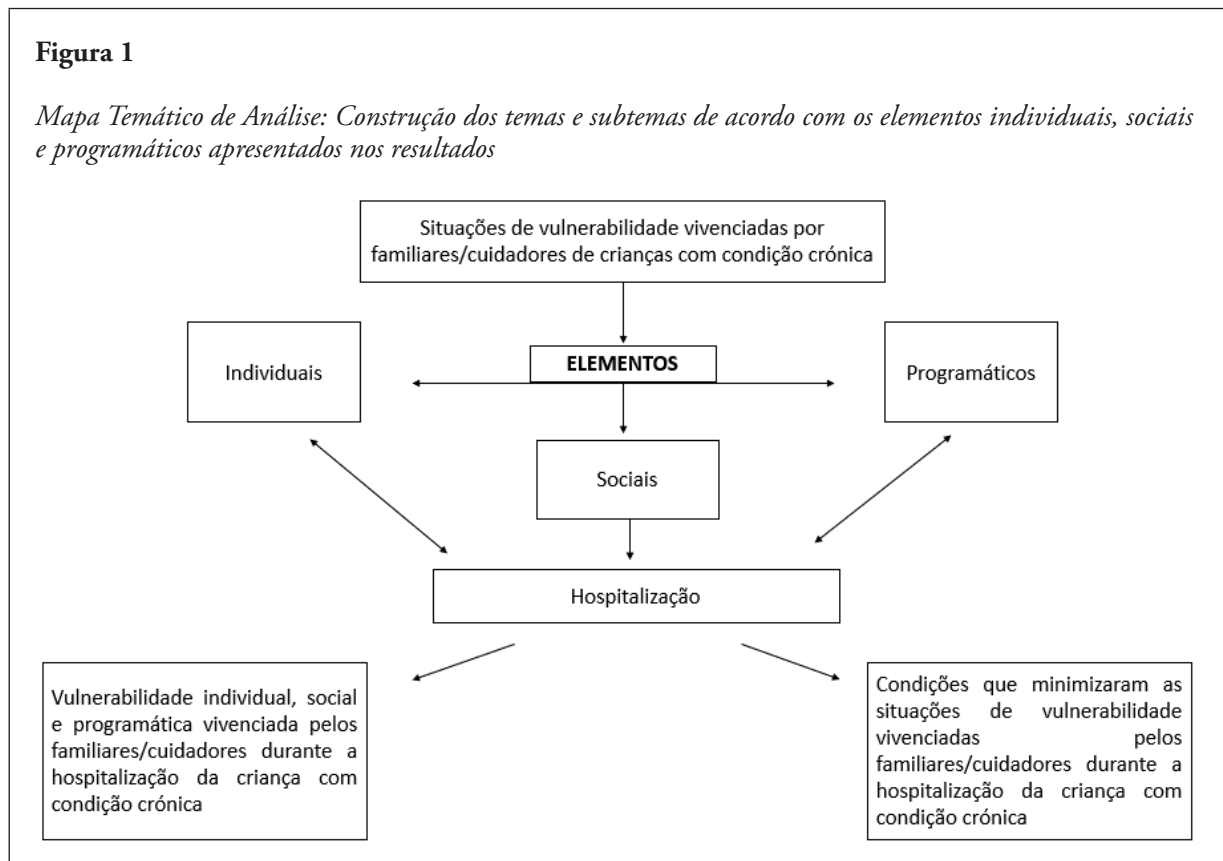 Figura 1
Mapa Temático de Análise: Construção dos temas e subtemas de acordo com os elementos individuais, sociais
e programáticos apresentados nos resultados
Situações de vulnerabilidade vivenciadas por
familiares/cuidadores de crianças com condição crónica
Individuais
ELEMENTOS
Programáticos
Sociais
Hospitalização
Vulnerabilidade individual, social
e programática vivenciada pelos
familiares/cuidadores durante a
hospitalização da criança com
condição crónica
Condições que minimizaram as
situações de vulnerabilidade
vivenciadas pelos
familiares/cuidadores durante a
hospitalização da criança com
condição crónica